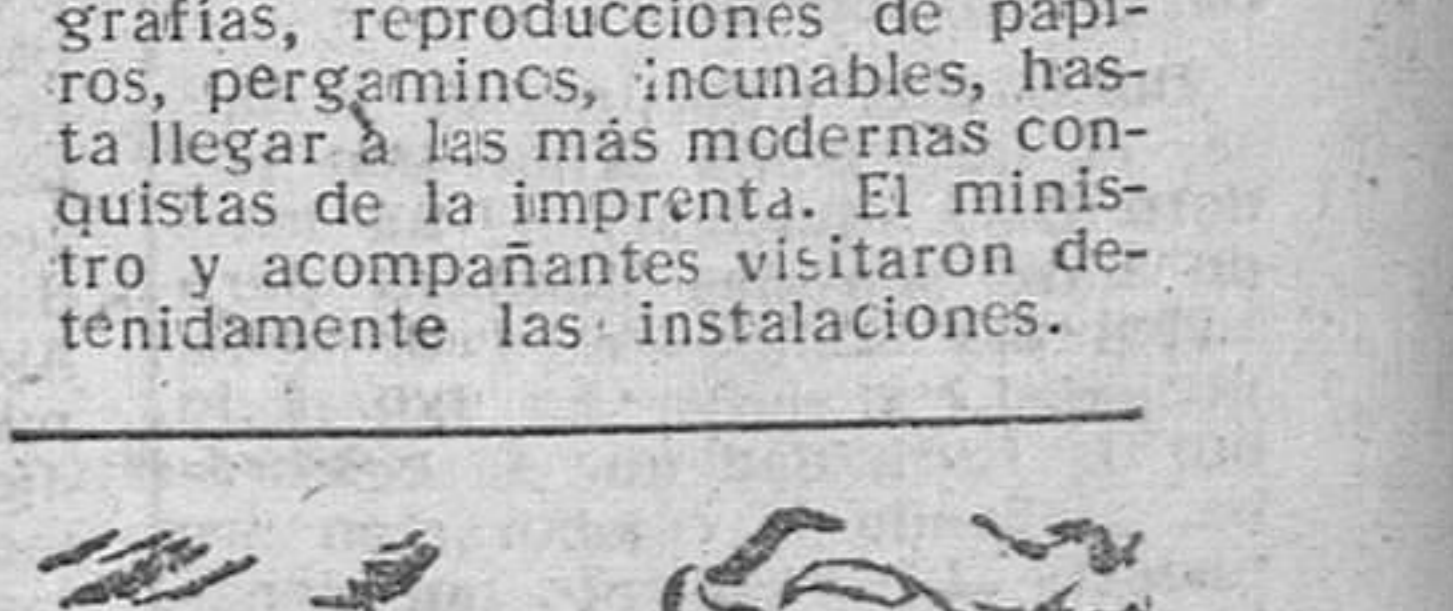 grafías, reproducciones de papi-
ros, pergaminos, incunables, has-
ta llegar à las más modernas con-
quistas de la imprenta. El minis-
tro y acompañantes visitaron de-
tenidamente las instalaciones.